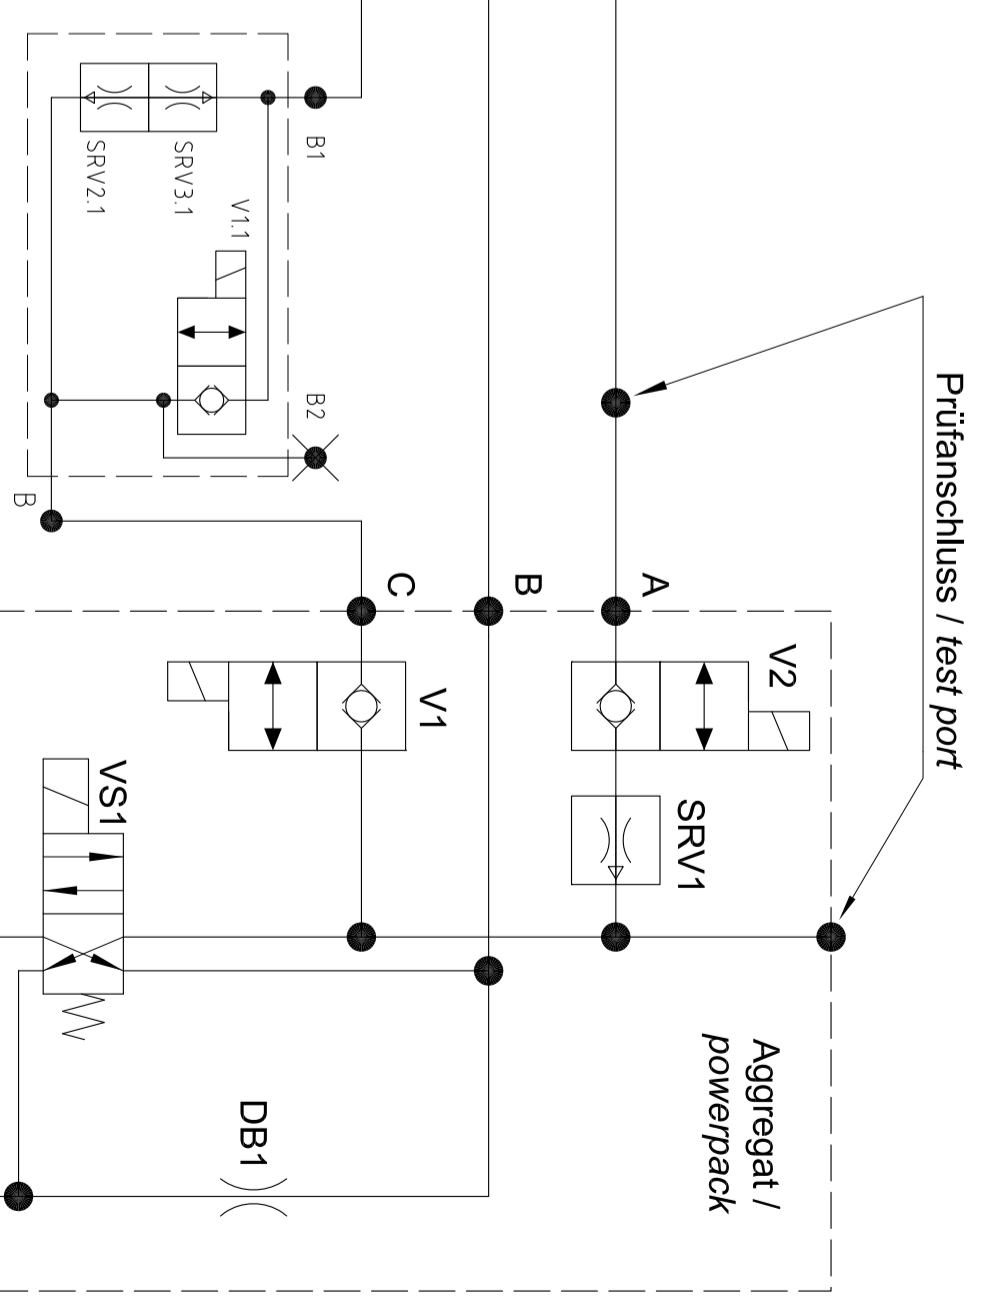 Prüfanschluss / test port
B1
SRV3.1
SRV2.1
V1.1
B2
B
C
B
A
V2
V1
SRV1
VS1
Aggregat /
powerpack
DB1